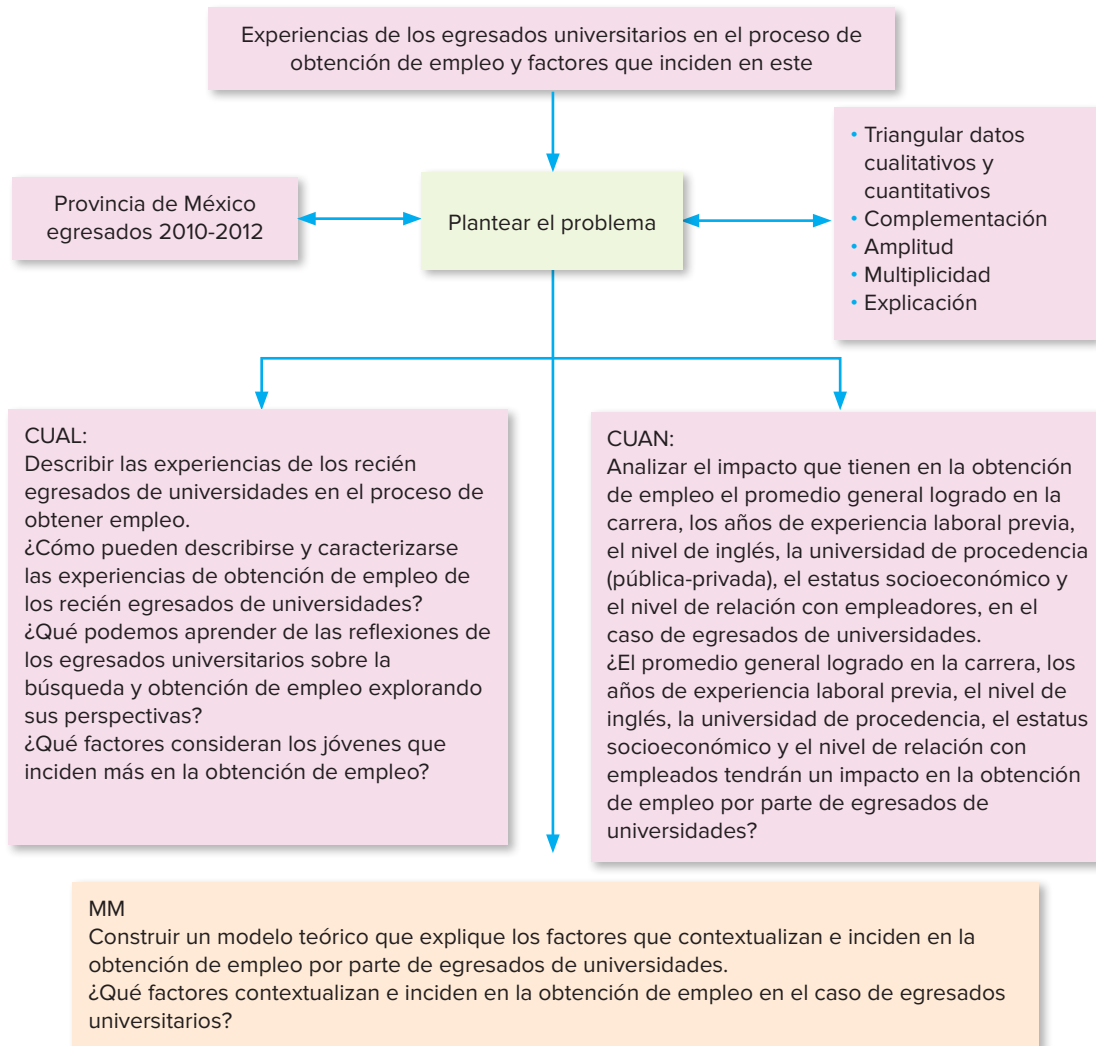 Experiencias de los egresados universitarios en el proceso de
obtención de empleo y factores que inciden en este
Provincia de México
egresados 2010-2012
Plantear el problema
• Triangular datos
cualitativos y
cuantitativos
• Complementación
• Amplitud
• Multiplicidad
• Explicación
CUAL:
Describir las experiencias de los recién
egresados de universidades en el proceso de
obtener empleo.
¿Cómo pueden describirse y caracterizarse
las experiencias de obtención de empleo de
los recién egresados de universidades?
¿Qué podemos aprender de las reflexiones de
los egresados universitarios sobre la
búsqueda y obtención de empleo explorando
sus perspectivas?
¿Qué factores consideran los jóvenes que
inciden más en la obtención de empleo?
CUAN:
Analizar el impacto que tienen en la obtención
de empleo el promedio general logrado en la
carrera, los años de experiencia laboral previa,
el nivel de inglés, la universidad de procedencia
(pública-privada), el estatus socioeconómico y
el nivel de relación con empleadores, en el
caso de egresados de universidades.
¿El promedio general logrado en la carrera, los
años de experiencia laboral previa, el nivel de
inglés, la universidad de procedencia, el estatus
socioeconómico y el nivel de relación con
empleados tendrán un impacto en la obtención
de empleo por parte de egresados de
universidades?
MM
Construir un modelo teórico que explique los factores que contextualizan e inciden en la
obtención de empleo por parte de egresados de universidades.
¿Qué factores contextualizan e inciden en la obtención de empleo en el caso de egresados
universitarios?